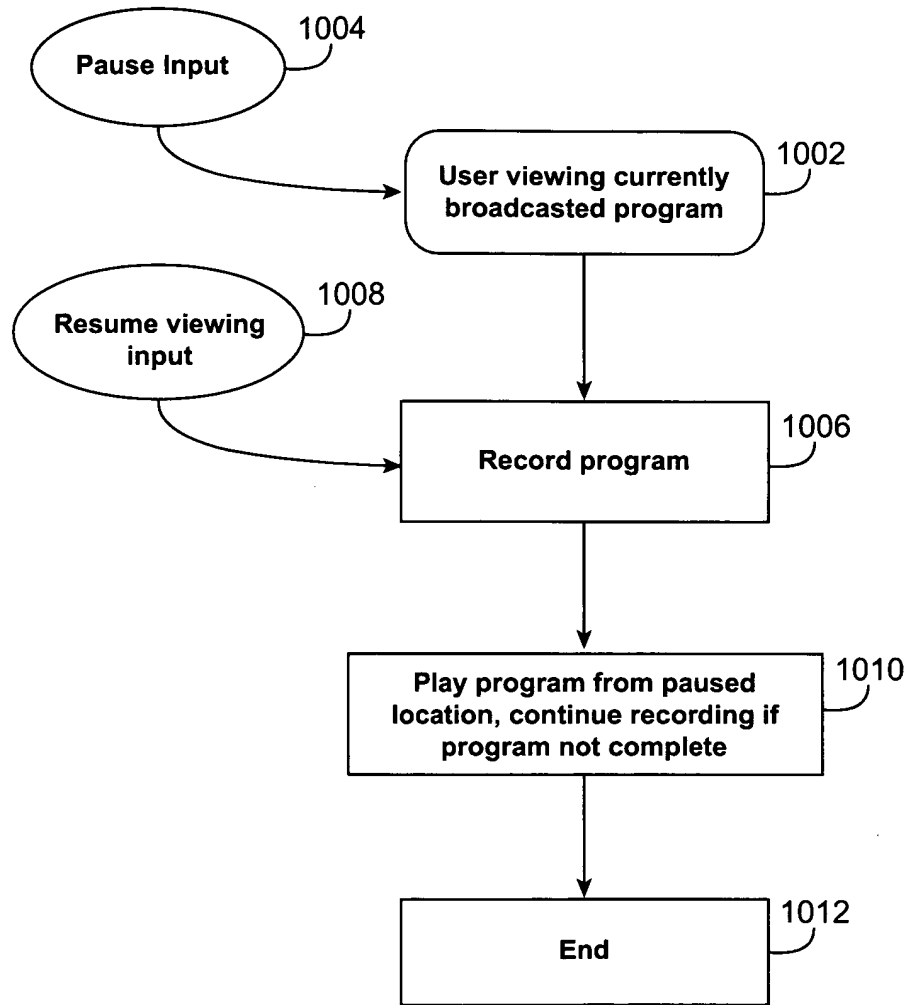 1004
Pause Input
1002
User viewing currently
broadcasted program
1008
Resume viewing
input
1006
Record program
1010
Play program from paused
location, continue recording if
program not complete
1012
End